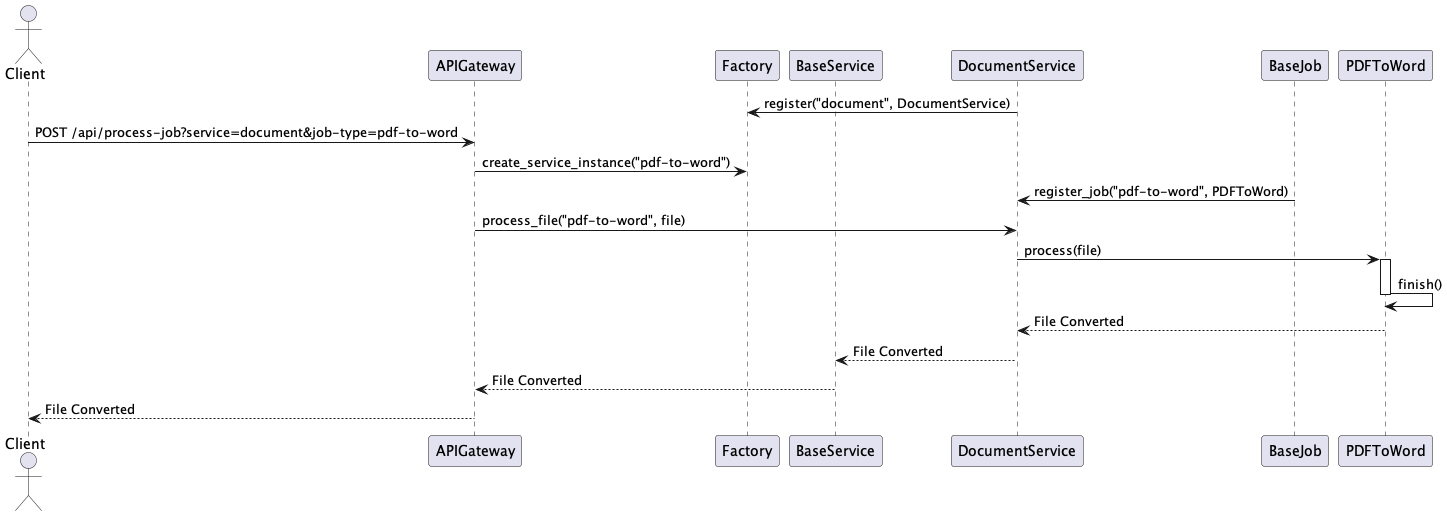 Client
APIGateway
Factory
BaseService
DocumentService
BaseJob
PDFToWord
register("document", DocumentService)
POST /api/process-job?service=document&job-type=pdf-to-word
create_service_instance("pdf-to-word")
register_job("pdf-to-word", PDFToWord)
process_file("pdf-to-word", file)
process(file)
finish()
File Converted
File Converted
File Converted
File Converted
Client
APIGateway
Factory
BaseService
DocumentService
BaseJob
PDFToWord